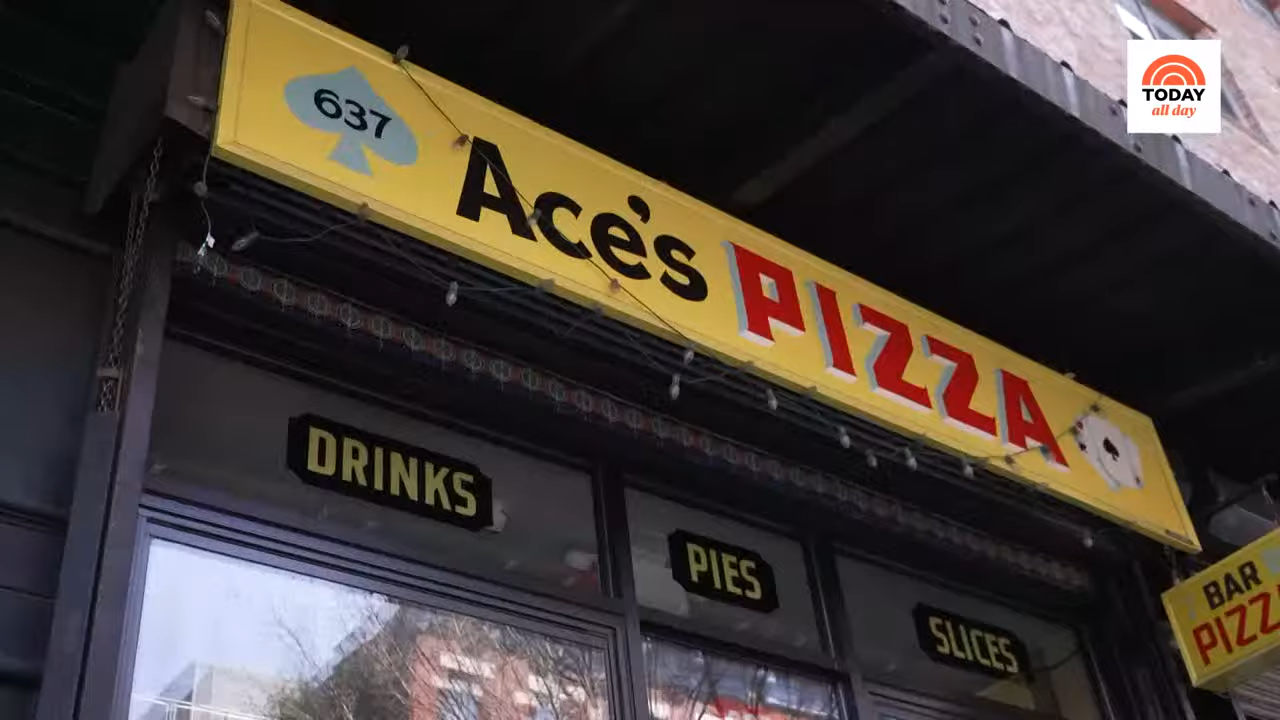 TODAY
all day
637
Ace's PIZZA
DRINKS
PIES
SLICES
BAR
PIZZ